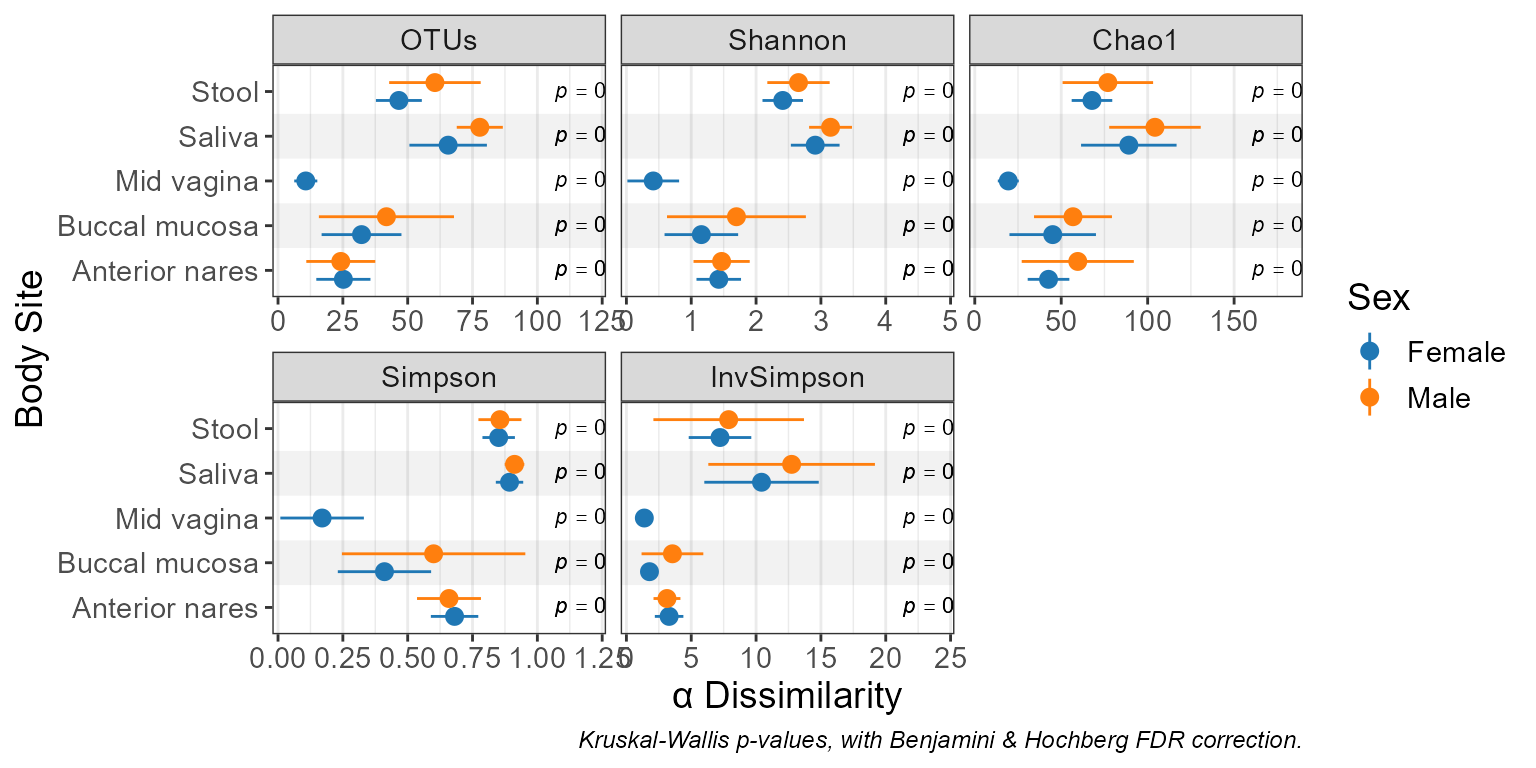 OTUs Shannon Chao1
Stool p = 0 p = 0 p = 0
Saliva p = 0 p = 0 p = 0
Mid vagina p = 0 p = 0 p = 0
Buccal mucosa p = 0 p = 0 p = 0
Anterior nares p = 0 p = 0 p = 0
0 25 50 75 100 125 0 1 2 3 4 5 0 50 100 150
Simpson InvSimpson
Stool p = 0 p = 0
Saliva p = 0 p = 0
Mid vagina p = 0 p = 0
Buccal mucosa p = 0 p = 0
Anterior nares p = 0 p = 0
0.00 0.25 0.50 0.75 1.00 1.25 0 5 10 15 20 25
Body Site
α Dissimilarity
Kruskal-Wallis p-values, with Benjamini & Hochberg FDR correction.
Sex
Female
Male